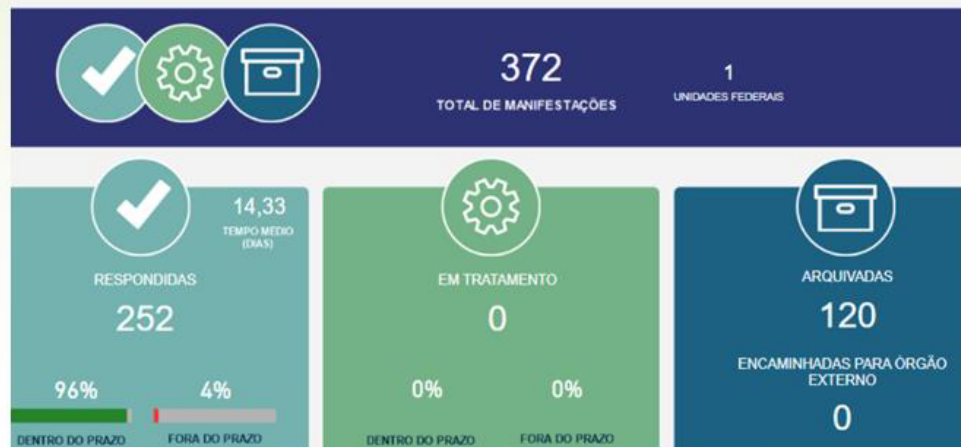 372
TOTAL DE MANIFESTAÇÕES
1
UNIDADES FEDERAIS
14,33
TEMPO MÉDIO
(DIAS)
RESPONDIDAS
252
96%
4%
DENTRO DO PRAZO
FORA DO PRAZO
EM TRATAMENTO
0
0%
0%
DENTRO DO PRAZO
FORA DO PRAZO
ARQUIVADAS
120
ENCAMINHADAS PARA ÓRGÃO
EXTERNO
0